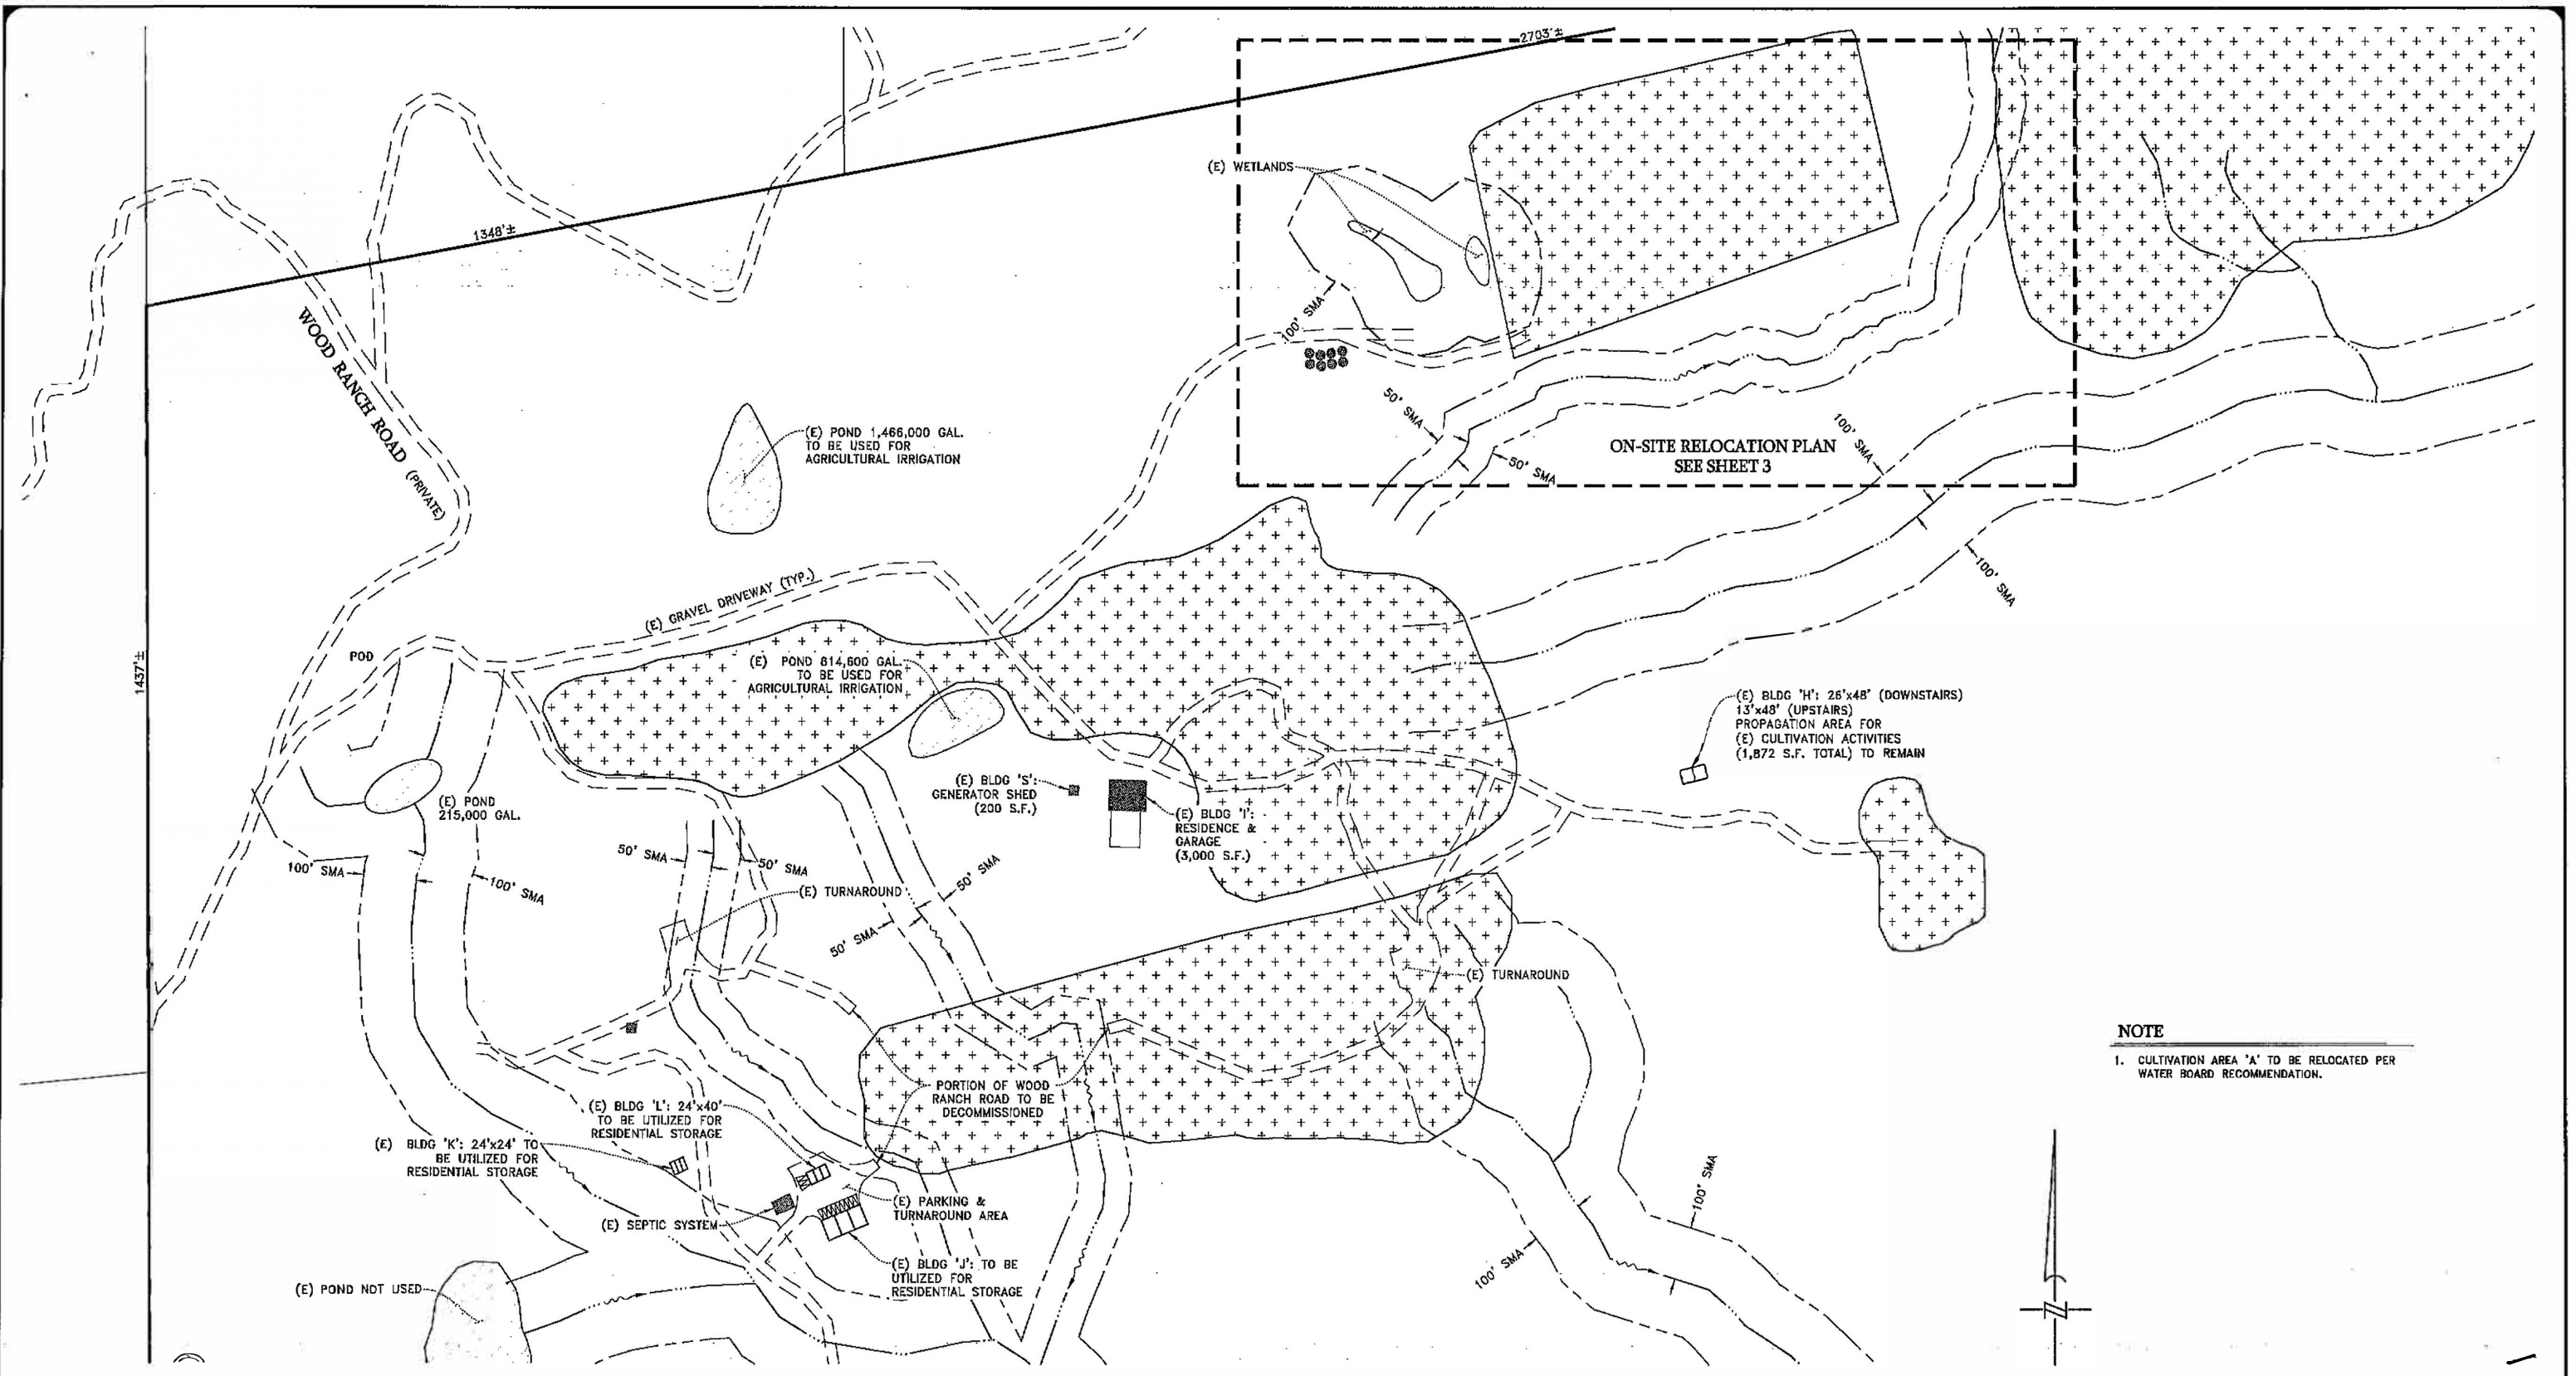 2703'±
(E) WETLANDS
1348'±
100' SMA
WOOD RANCH ROAD (PRIVATE)
50' SMA
100' SMA
(E) POND 1,466,000 GAL.
TO BE USED FOR
AGRICULTURAL IRRIGATION
ON-SITE RELOCATION PLAN
SEE SHEET 3
50' SMA
100' SMA
(E) GRAVEL DRIVEWAY (TYP.)
POD
1437'±
(E) POND 814,600 GAL.
TO BE USED FOR
AGRICULTURAL IRRIGATION
(E) BLDG 'H': 26'x48' (DOWNSTAIRS)
13'x48' (UPSTAIRS)
PROPAGATION AREA FOR
(E) CULTIVATION ACTIVITIES
(1,872 S.F. TOTAL) TO REMAIN
(E) BLDG 'S':
GENERATOR SHED
(200 S.F.)
(E) POND
215,000 GAL.
(E) BLDG 'I':
RESIDENCE &
GARAGE
(3,000 S.F.)
50' SMA
50' SMA
100' SMA
100' SMA
50' SMA
(E) TURNAROUND
50' SMA
(E) TURNAROUND
NOTE
1. CULTIVATION AREA 'A' TO BE RELOCATED PER
WATER BOARD RECOMMENDATION.
PORTION OF WOOD
RANCH ROAD TO BE
DECOMMISSIONED
(E) BLDG 'L': 24'x40'
TO BE UTILIZED FOR
RESIDENTIAL STORAGE
(E) BLDG 'K': 24'x24' TO
BE UTILIZED FOR
RESIDENTIAL STORAGE
100' SMA
(E) PARKING &
TURNAROUND AREA
(E) SEPTIC SYSTEM
100' SMA
(E) BLDG 'J': TO BE
UTILIZED FOR
RESIDENTIAL STORAGE
(E) POND NOT USED
N